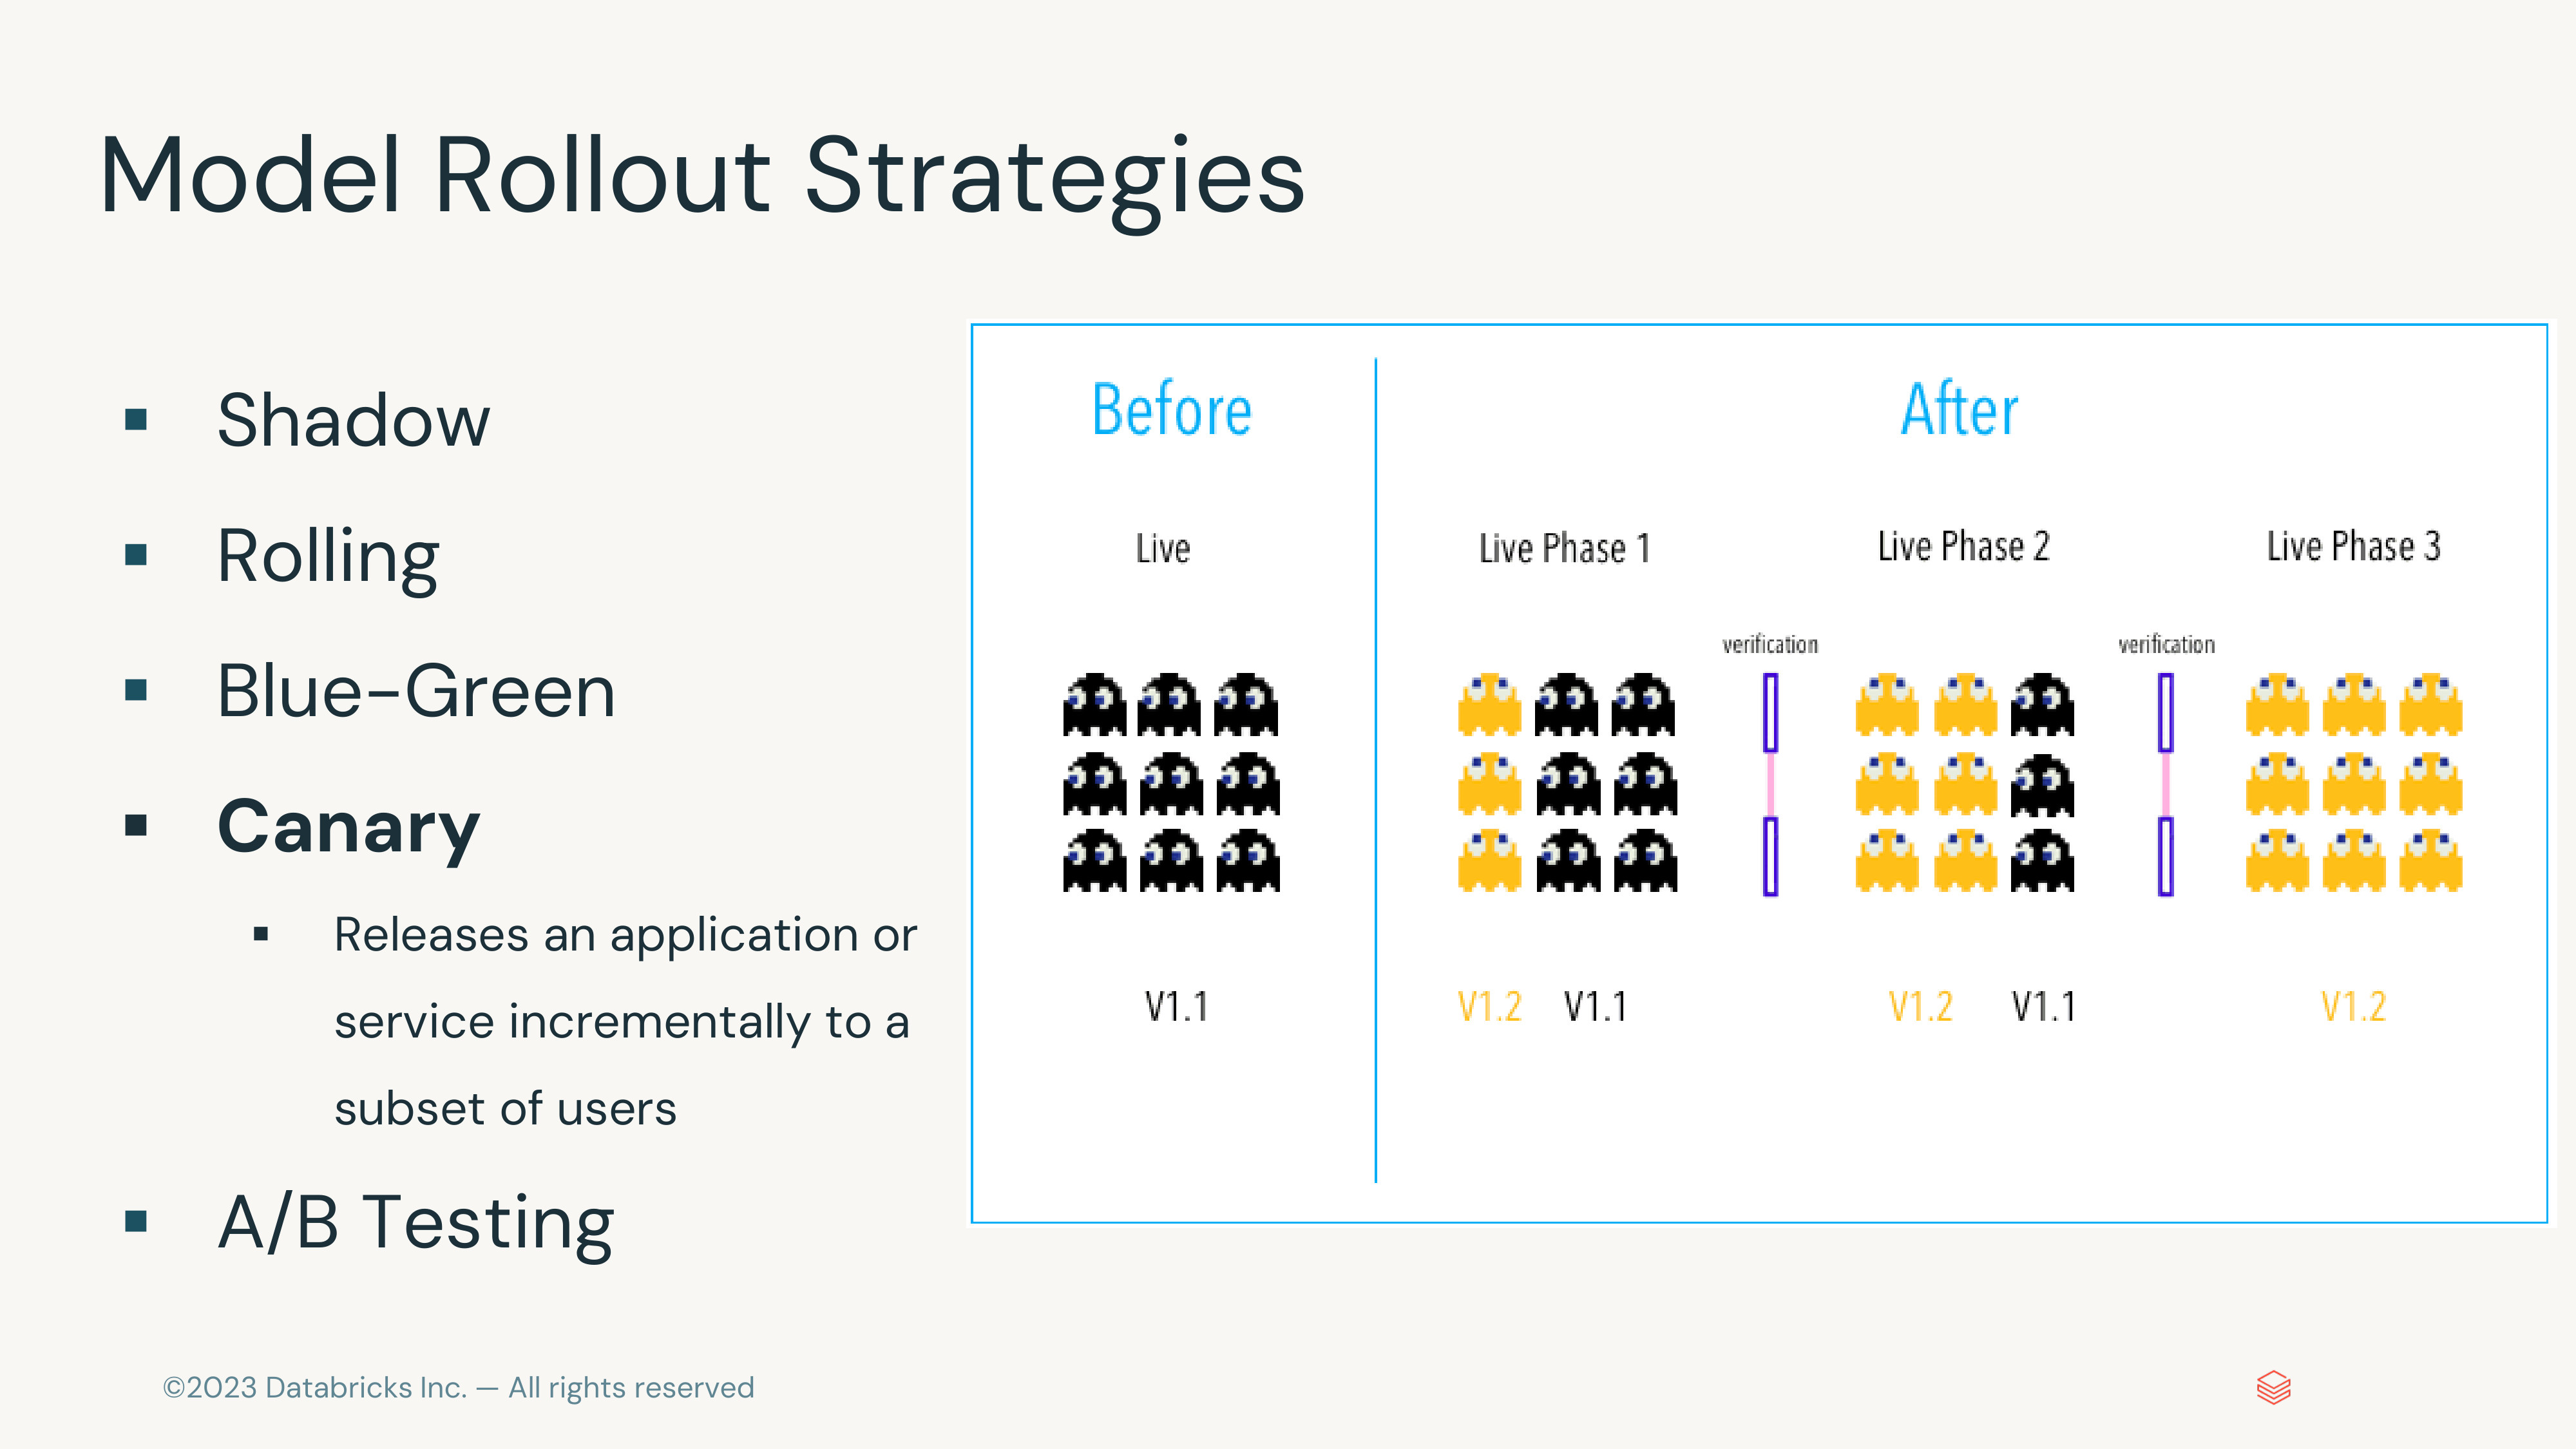 Model Rollout Strategies
Shadow
Rolling
Blue-Green
Canary
Releases an application or
service incrementally to a
subset of users
A/B Testing
Before
After
Live
Live Phase 1
Live Phase 2
Live Phase 3
verification
verification
V1.1
V1.2 V1.1
V1.2 V1.1
V1.2
©2023 Databricks Inc. — All rights reserved